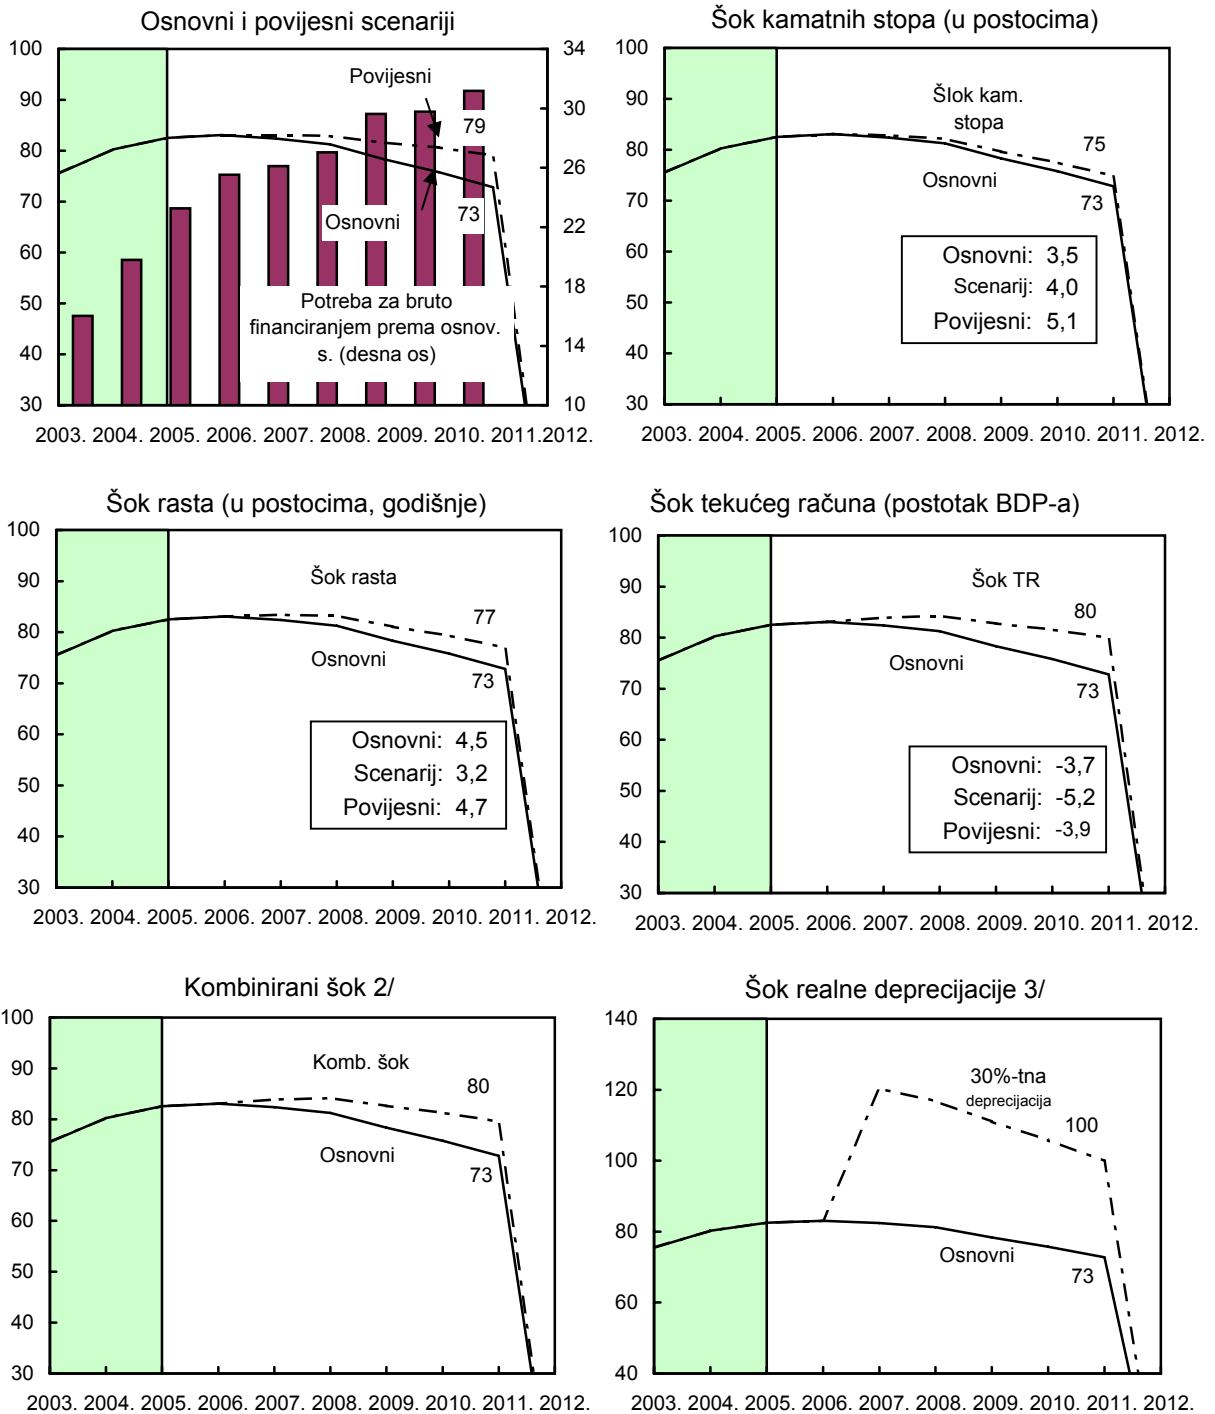 Osnovni i povijesni scenariji
100
90
80
70
60
50
40
30
34
30
26
22
18
14
10
Povijesni
79
Osnovni
73
Potreba za bruto
financiranjem prema osnov.
s. (desna os)
2003. 2004. 2005. 2006. 2007. 2008. 2009. 2010. 2011. 2012.
Šok kamatnih stopa (u postocima)
100
90
80
70
60
50
40
30
Šlok kam.
stopa
75
Osnovni
73
Osnovni: 3,5
Scenarij: 4,0
Povijesni: 5,1
2003. 2004. 2005. 2006. 2007. 2008. 2009. 2010. 2011. 2012.
Šok rasta (u postocima, godišnje)
100
90
80
70
60
50
40
30
Šok rasta
77
Osnovni
73
Osnovni: 4,5
Scenarij: 3,2
Povijesni: 4,7
2003. 2004. 2005. 2006. 2007. 2008. 2009. 2010. 2011. 2012.
Šok tekućeg računa (postotak BDP-a)
100
90
80
70
60
50
40
30
Šok TR
80
Osnovni
73
Osnovni: -3,7
Scenarij: -5,2
Povijesni: -3,9
2003. 2004. 2005. 2006. 2007. 2008. 2009. 2010. 2011. 2012.
Kombinirani šok 2/
100
90
80
70
60
50
40
30
Komb. šok
80
Osnovni
73
2003. 2004. 2005. 2006. 2007. 2008. 2009. 2010. 2011. 2012.
Šok realne deprecijacije 3/
140
120
100
80
60
40
30%-tna
deprecijacija
100
Osnovni
73
2003. 2004. 2005. 2006. 2007. 2008. 2009. 2010. 2011. 2012.